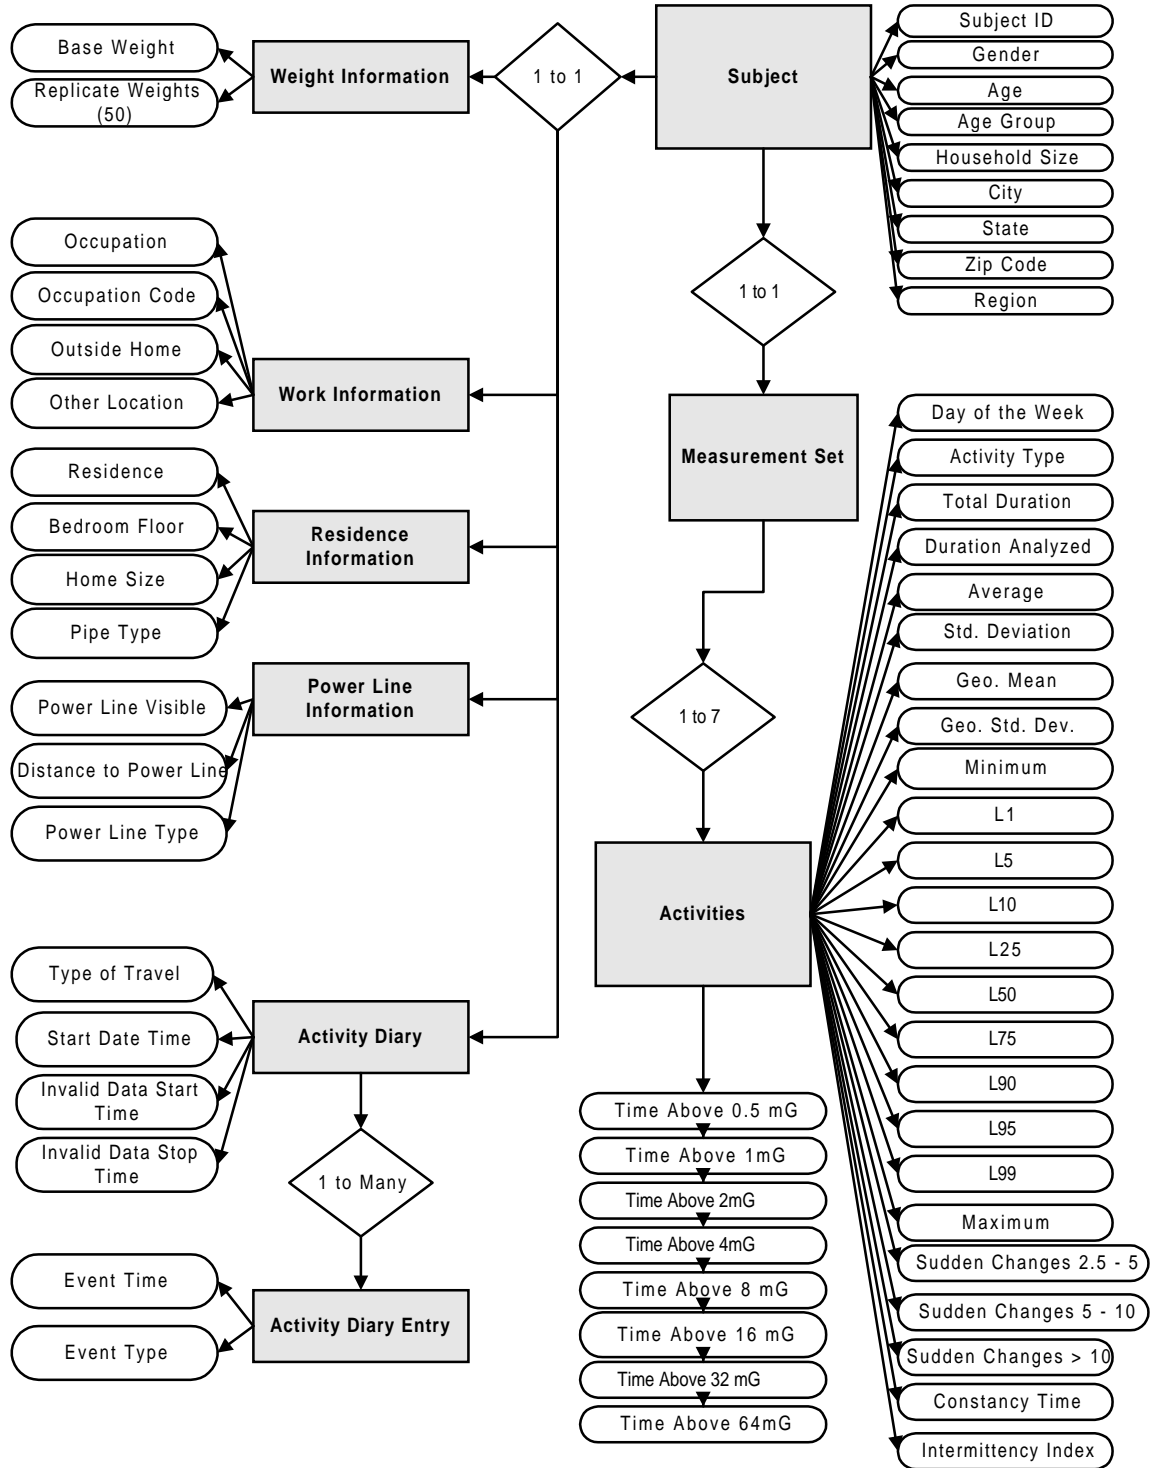 Base Weight
Replicate Weights
(50)
Weight Information
1 to 1
Subject
Subject ID
Gender
Age
Age Group
Household Size
City
State
Zip Code
Region
1 to 1
Occupation
Occupation Code
Outside Home
Other Location
Work Information
Measurement Set
Residence
Bedroom Floor
Home Size
Pipe Type
Residence
Information
Power Line Visible
Distance to Power Line
Power Line Type
Power Line
Information
1 to 7
Activities
Day of the Week
Activity Type
Total Duration
Duration Analyzed
Average
Std. Deviation
Geo. Mean
Geo. Std. Dev.
Minimum
L1
L5
L10
L25
L50
L75
L90
L95
L99
Maximum
Sudden Changes 2.5 - 5
Sudden Changes 5 - 10
Sudden Changes > 10
Constancy Time
Intermittency Index
Type of Travel
Start Date Time
Invalid Data Start
Time
Invalid Data Stop
Time
Activity Diary
1 to Many
Event Time
Event Type
Activity Diary Entry
Time Above 0.5 mG
Time Above 1mG
Time Above 2mG
Time Above 4mG
Time Above 8 mG
Time Above 16 mG
Time Above 32 mG
Time Above 64mG